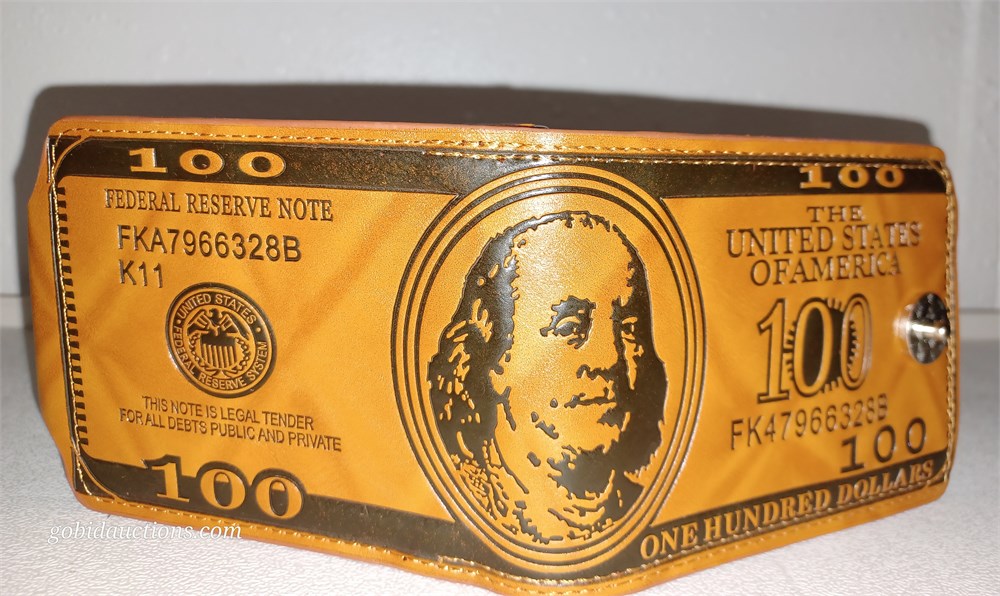 100
FEDERAL RESERVE NOTE
FKA7966328B
K11
UNITED STATES
FEDERAL RESERVE SYSTEM
THIS NOTE IS LEGAL TENDER
FOR ALL DEBTS PUBLIC AND PRIVATE
100
100
THE
UNITED STATES
OFAMERICA
100
FK47966328B
100
ONE HUNDRED DOLLARS
gobidauctions.com